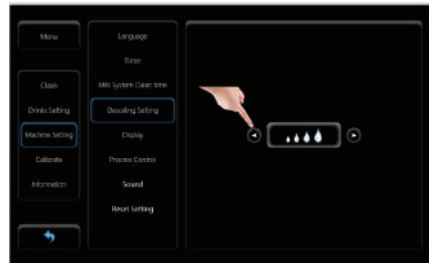 Menu
Clean
Drinks Setting
Machine Setting
Calibrate
Information
Language
Timer
Milk System Clean time
Descaling Setting
Display
Process Control
Sound
Reset Setting